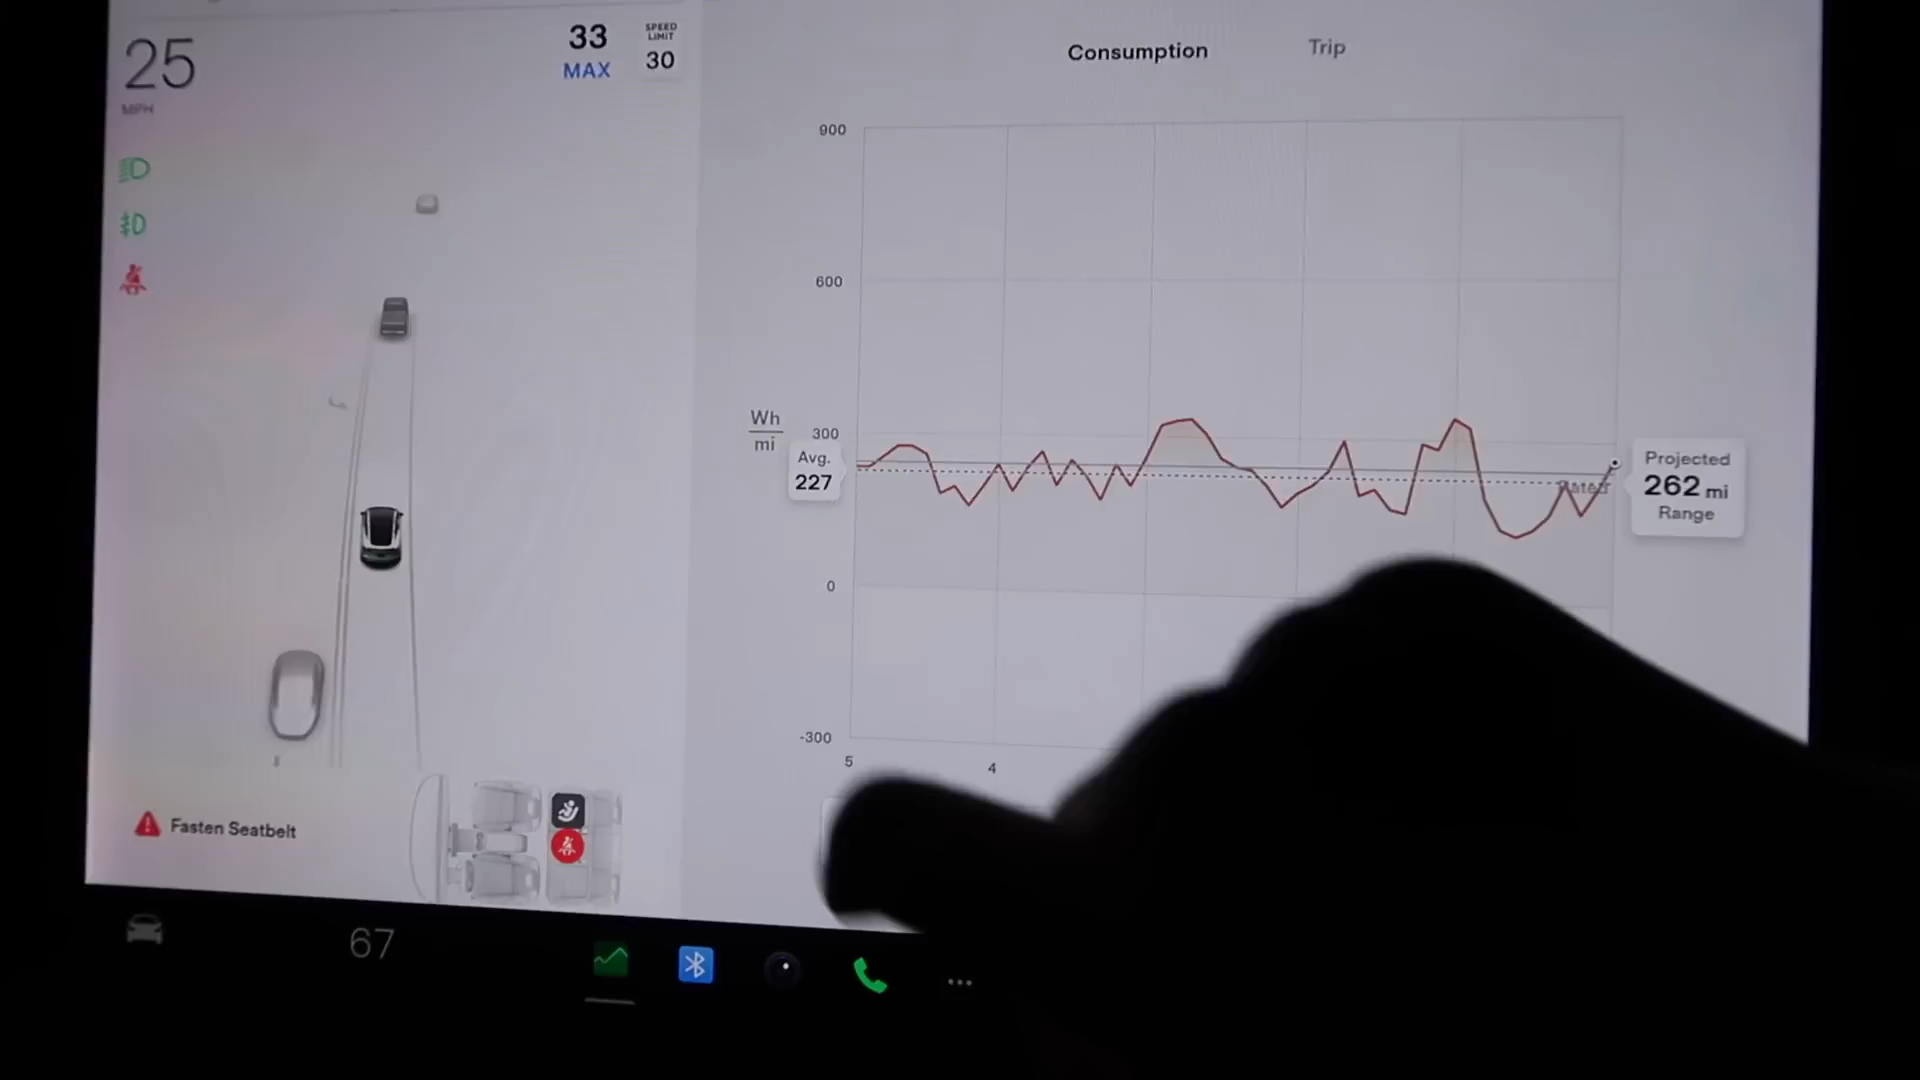 25
MPH
33
MAX
SPEED
LIMIT
30
Consumption
Trip
900
600
300
0
-300
Wh
mi
Avg.
227
Rated
Projected
262 mi
Range
5
4
Fasten Seatbelt
67